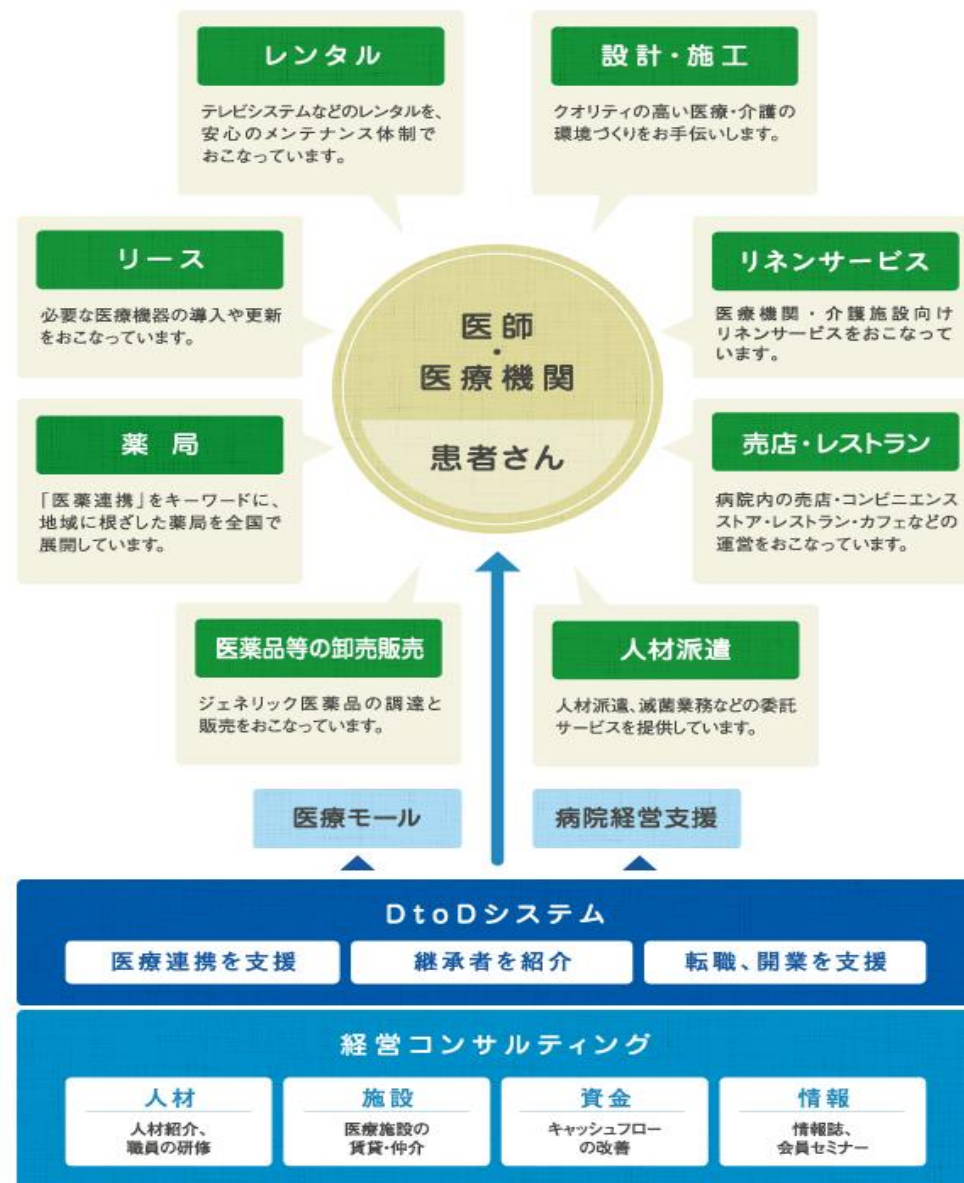 レンタル
テレビシステムなどのレンタルを、
安心のメンテナンス体制で
おこなっています。
設計・施工
クオリティの高い医療・介護の
環境づくりをお手伝いします。
リース
必要な医療機器の導入や更新
をおこなっています。
医師
・
医療機関
患者さん
リネンサービス
医療機関・介護施設向け
リネンサービスをおこなって
います。
薬局
「医薬連携」をキーワードに、
地域に根ざした薬局を全国で
展開しています。
売店・レストラン
病院内の売店・コンビニエンス
ストア・レストラン・カフェなどの
運営をおこなっています。
医薬品等の卸売販売
ジェネリック医薬品の調達と
販売をおこなっています。
人材派遣
人材派遣、滅菌業務などの委託
サービスを提供しています。
医療モール
病院経営支援
DtoDシステム
医療連携を支援
継承者を紹介
転職、開業を支援
経営コンサルティング
人材
人材紹介、
職員の研修
施設
医療施設の
賃貸・仲介
資金
キャッシュフロー
の改善
情報
情報誌、
会員セミナー